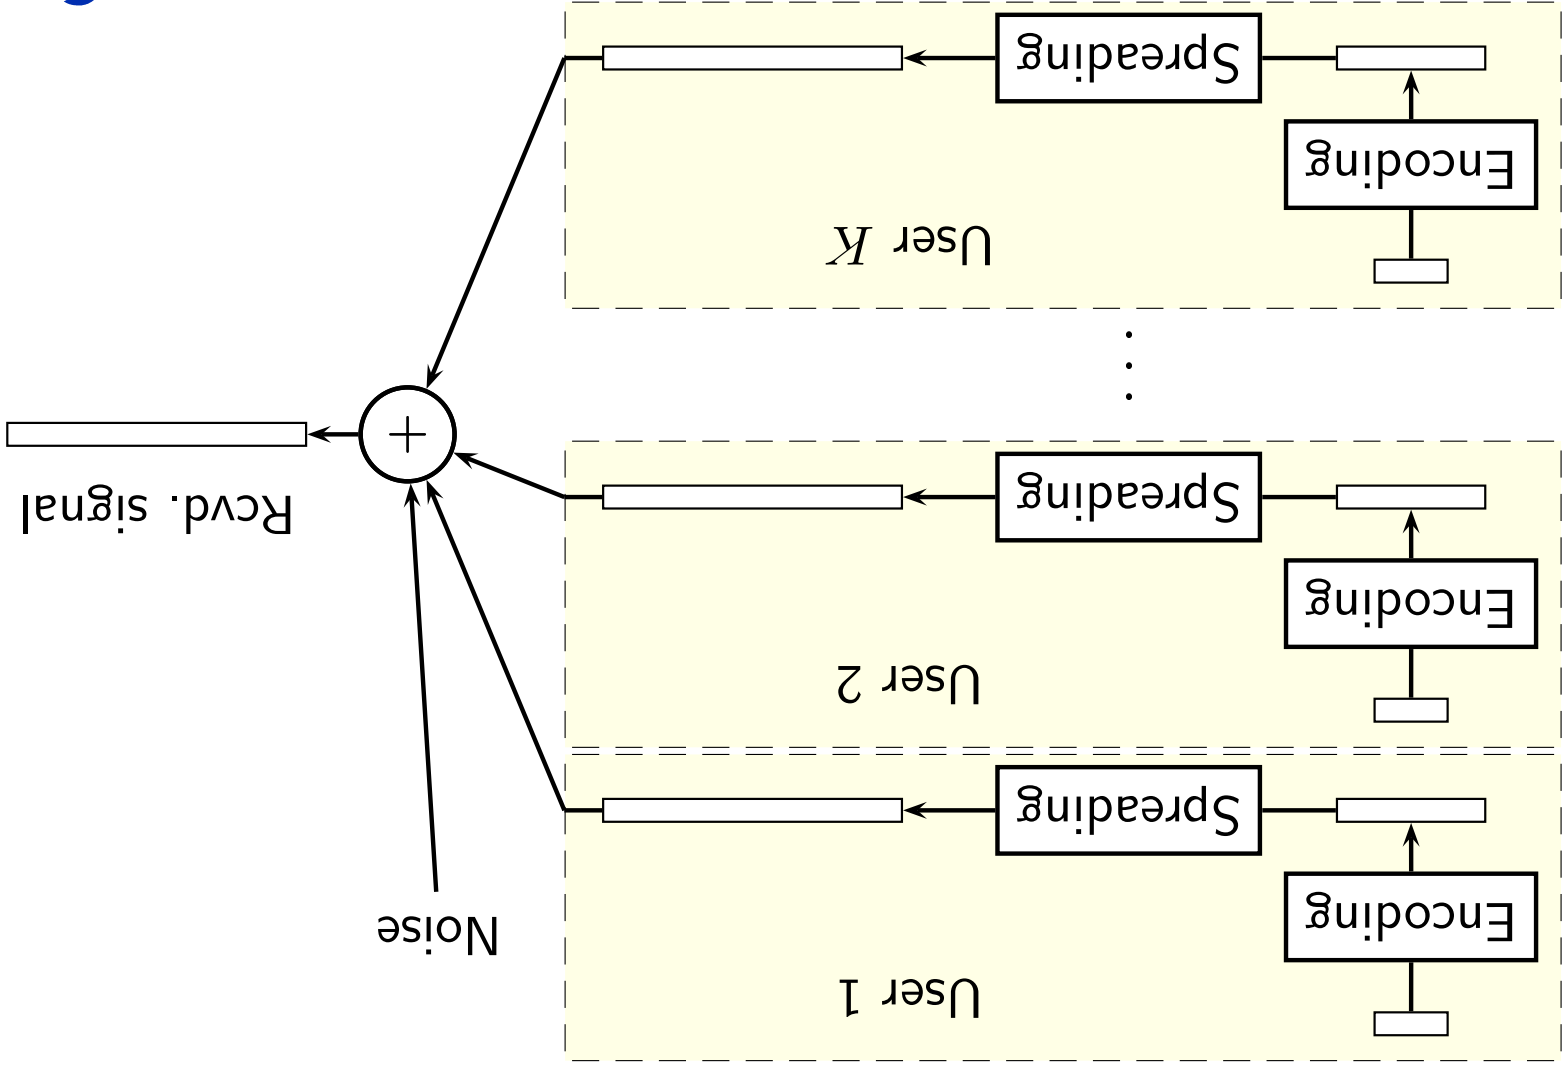 User 1
Encoding
Spreading
Noise
User 2
Encoding
Spreading
Rcvd. signal
+
User K
Encoding
Spreading